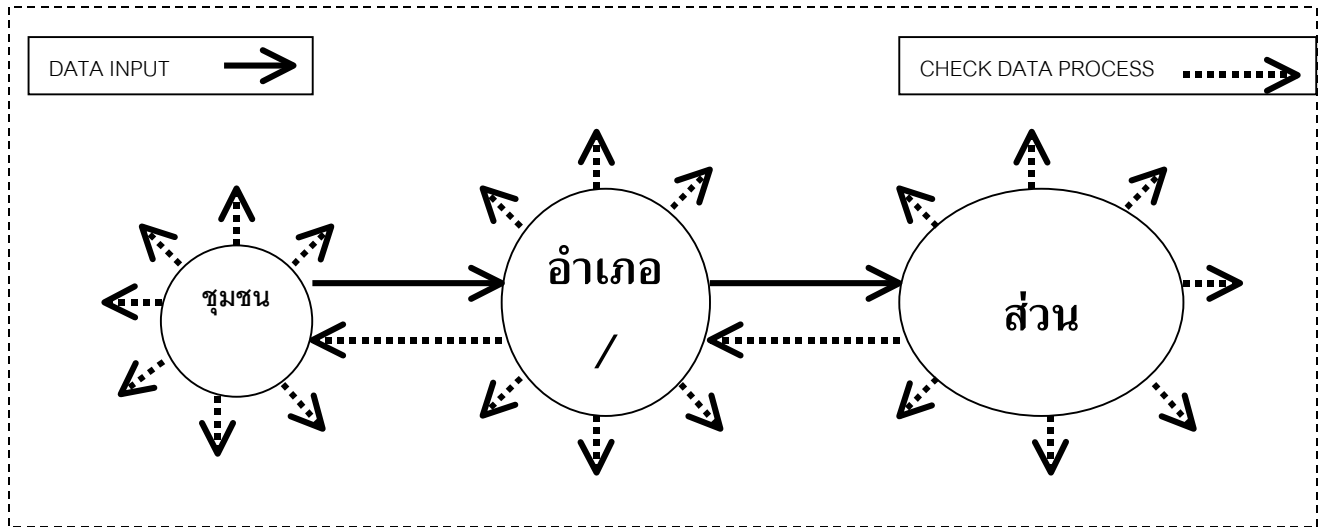 DATA INPUT
CHECK DATA PROCESS
ชุมชน
อำเภอ
/
ส่วน